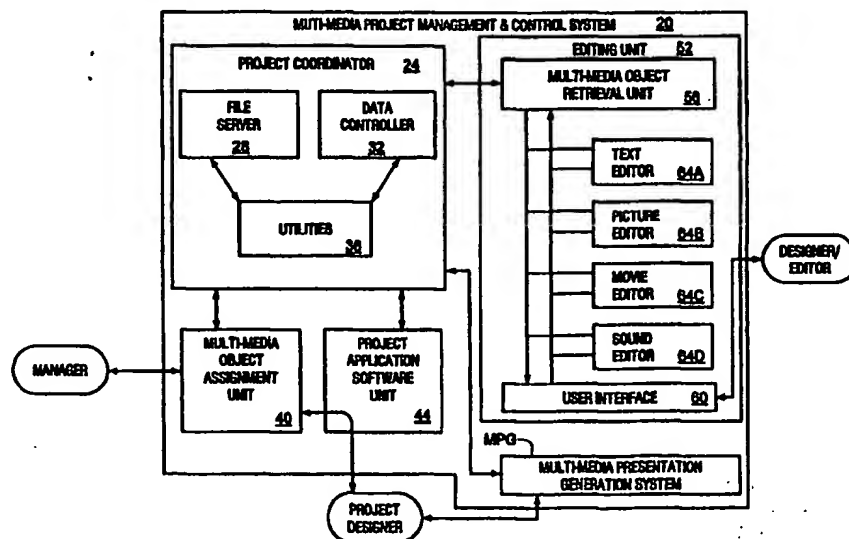 MUTI-MEDIA PROJECT MANAGEMENT & CONTROL SYSTEM 20
PROJECT COORDINATOR 24
FILE
SERVER
28
DATA
CONTROLLER
32
UTILITIES
36
EDITING UNIT 52
MULTI-MEDIA OBJECT
RETRIEVAL UNIT
56
TEXT
EDITOR 64A
PICTURE
EDITOR 64B
MOVIE
EDITOR 64C
SOUND
EDITOR 64D
USER INTERFACE 60
DESIGNER/
EDITOR
MANAGER
MULTI-MEDIA
OBJECT
ASSIGNMENT
UNIT
40
PROJECT
APPLICATION
SOFTWARE
UNIT
44
MPG
MULTI-MEDIA PRESENTATION
GENERATION SYSTEM
PROJECT
DESIGNER